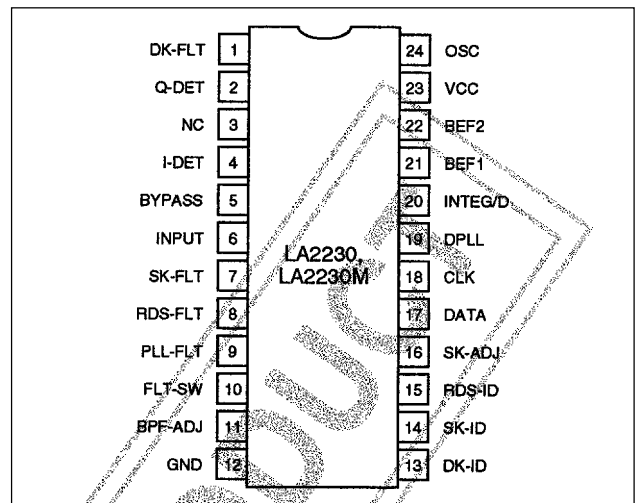 DK-FLT 1 24 OSC
Q-DET 2 23 VCC
NC 3 22 BEF2
I-DET 4 21 BEF1
BYPASS 5 20 INTEG/D
INPUT 6 19 DPLL
LA2230,
LA2230M
SK-FLT 7 18 CLK
RDS-FLT 8 17 DATA
PLL-FLT 9 16 SK-ADJ
FLT-SW 10 15 RDS-ID
BPF-ADJ 11 14 SK-ID
GND 12 13 DK-ID